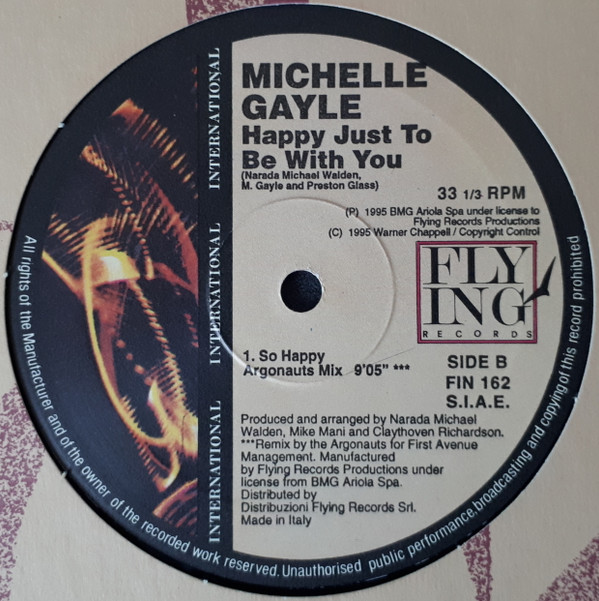 MICHELLE
GAYLE
Happy Just To
Be With You
(Narada Michael Walden,
M. Gayle and Preston Glass)
33 1/3 RPM
(P) 1995 BMG Ariola Spa under license to
Flying Records Productions
(C) 1995 Warner Chappell / Copyright Control
FLY
ING
RECORDS
1. So Happy
Argonauts Mix 9'05" ***
SIDE B
FIN 162
S.I.A.E.
Produced and arranged by Narada Michael
Walden, Mike Mani and Claythoven Richardson.
***Remix by the Argonauts for First Avenue
Management. Manufactured
by Flying Records Productions under
license from BMG Ariola Spa.
Distributed by
Distribuzioni Flying Records Srl.
Made in Italy
INTERNATIONAL
INTERNATIONAL
INTERNATIONAL
All rights of the Manufacturer and of the owner of the recorded work reserved. Unauthorised public performance, broadcasting and copying of this record prohibited